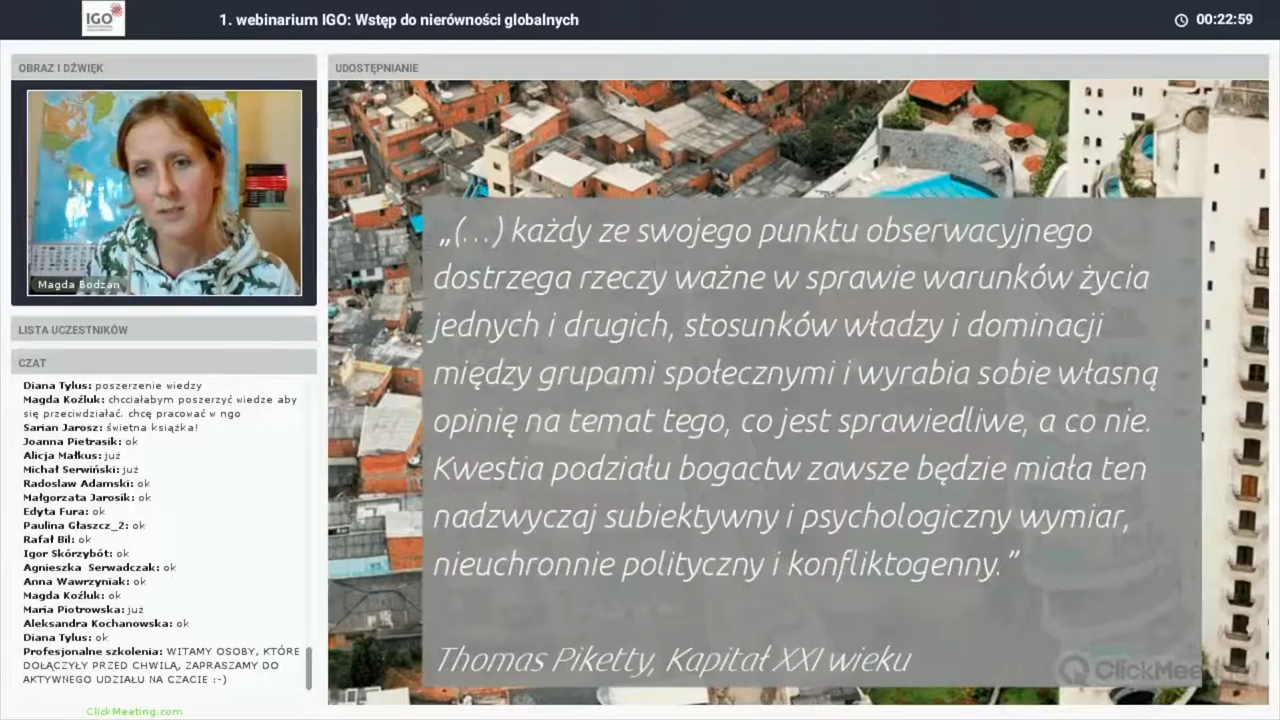 IGO
1. webinarium IGO: Wstęp do nierówności globalnych
00:22:59
OBRAZ I DŹWIĘK
Magda Bodzan
LISTA UCZESTNIKÓW
CZAT
Diana Tylus: poszerzenie wiedzy
Magda Koźluk: chcciałabym poszerzyć wiedze aby
się przeciwdziałać. chcę pracować w ngo
Sarian Jarosz: świetna książka!
Joanna Pietrasik: ok
Alicja Małkus: już
Michał Serwiński: już
Radoslaw Adamski: ok
Małgorzata Jarosik: ok
Edyta Fura: ok
Paulina Głaszcz_2: ok
Rafał Bil: ok
Igor Skórzybót: ok
Agnieszka Serwadczak: ok
Anna Wawrzyniak: ok
Magda Koźluk: ok
Maria Piotrowska: już
Aleksandra Kochanowska: ok
Diana Tylus: ok
Profesjonalne szkolenia: WITAMY OSOBY, KTÓRE
DOŁĄCZYŁY PRZED CHWILĄ, ZAPRASZAMY DO
AKTYWNEGO UDZIAŁU NA CZACIE :-)
ClickMeeting.com
UDOSTĘPNIANIE
„(...) każdy ze swojego punktu obserwacyjnego
dostrzega rzeczy ważne w sprawie warunków życia
jednych i drugich, stosunków władzy i dominacji
między grupami społecznymi i wyrabia sobie własną
opinię na temat tego, co jest sprawiedliwe, a co nie.
Kwestia podziału bogactw zawsze będzie miała ten
nadzwyczaj subiektywny i psychologiczny wymiar,
nieuchronnie polityczny i konfliktogenny.”
Thomas Piketty, Kapitał XXI wieku
ClickMeeting